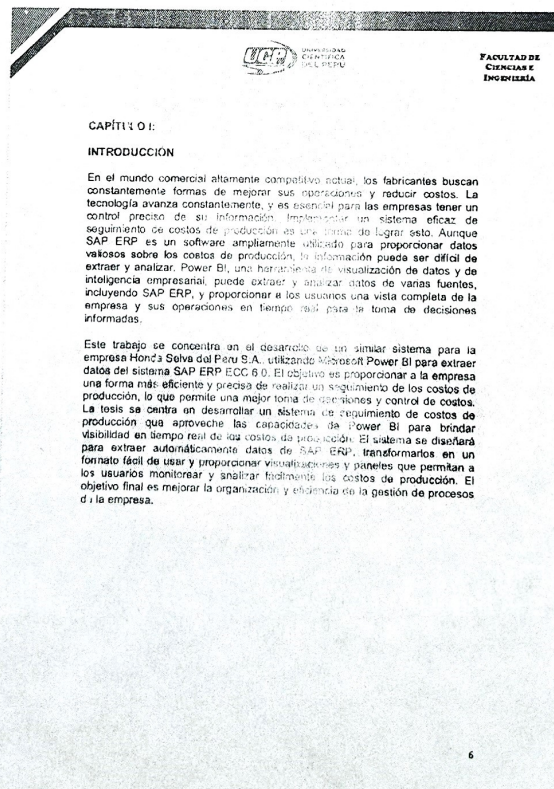 UCP
UNIVERSIDAD
CIENTÍFICA
DEL PERÚ
FACULTAD DE
CIENCIAS E
INGENIERÍA
CAPÍTULO I:
INTRODUCCIÓN
En el mundo comercial altamente competitivo actual, los fabricantes buscan
constantemente formas de mejorar sus operaciones y reducir costos. La
tecnología avanza constantemente, y es esencial para las empresas tener un
control preciso de su información. Implementar un sistema eficaz de
seguimiento de costos de producción es una forma de lograr esto. Aunque
SAP ERP es un software ampliamente utilizado para proporcionar datos
valiosos sobre los costos de producción, la información puede ser difícil de
extraer y analizar. Power BI, una herramienta de visualización de datos y de
inteligencia empresarial, puede extraer y analizar datos de varias fuentes,
incluyendo SAP ERP, y proporcionar a los usuarios una vista completa de la
empresa y sus operaciones en tiempo real para la toma de decisiones
informadas.
Este trabajo se concentra en el desarrollo de un similar sistema para la
empresa Honda Selva del Peru S.A., utilizando Microsoft Power BI para extraer
datos del sistema SAP ERP ECC 6.0. El objetivo es proporcionar a la empresa
una forma más eficiente y precisa de realizar un seguimiento de los costos de
producción, lo que permite una mejor toma de decisiones y control de costos.
La tesis se centra en desarrollar un sistema de seguimiento de costos de
producción que aproveche las capacidades de Power BI para brindar
visibilidad en tiempo real de los costos de producción. El sistema se diseñará
para extraer automáticamente datos de SAP ERP, transformarlos en un
formato fácil de usar y proporcionar visualizaciones y paneles que permitan a
los usuarios monitorear y analizar fácilmente los costos de producción. El
objetivo final es mejorar la organización y eficiencia de la gestión de procesos
de la empresa.
6